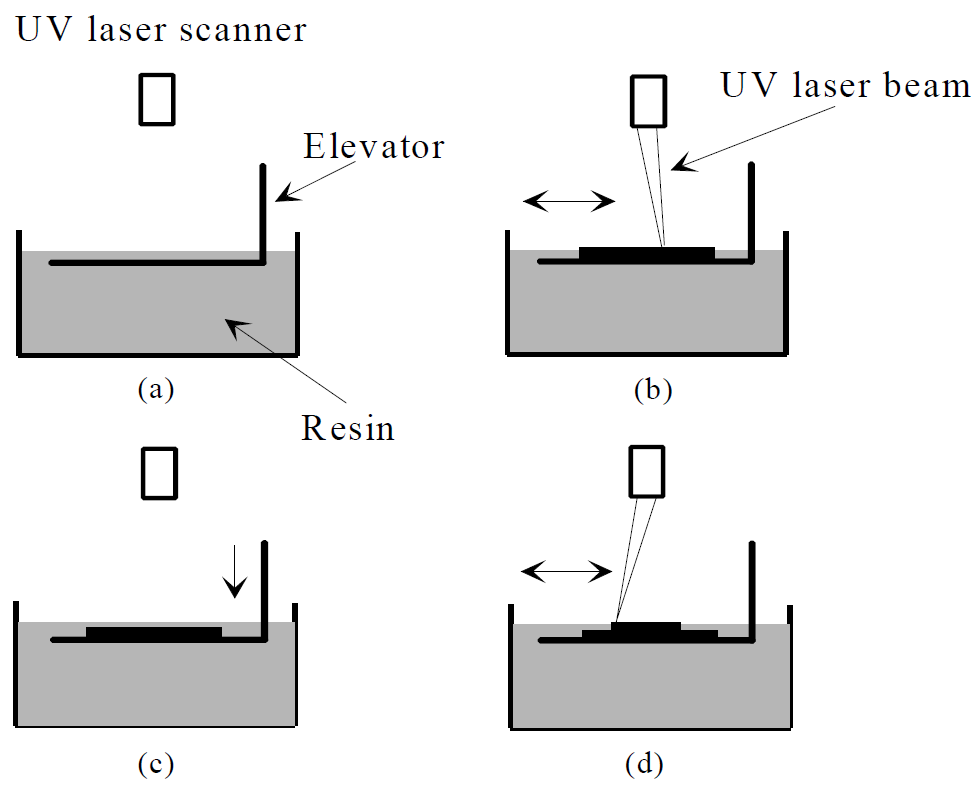 UV laser scanner
UV laser beam
Elevator
(a)
(b)
Resin
(c)
(d)